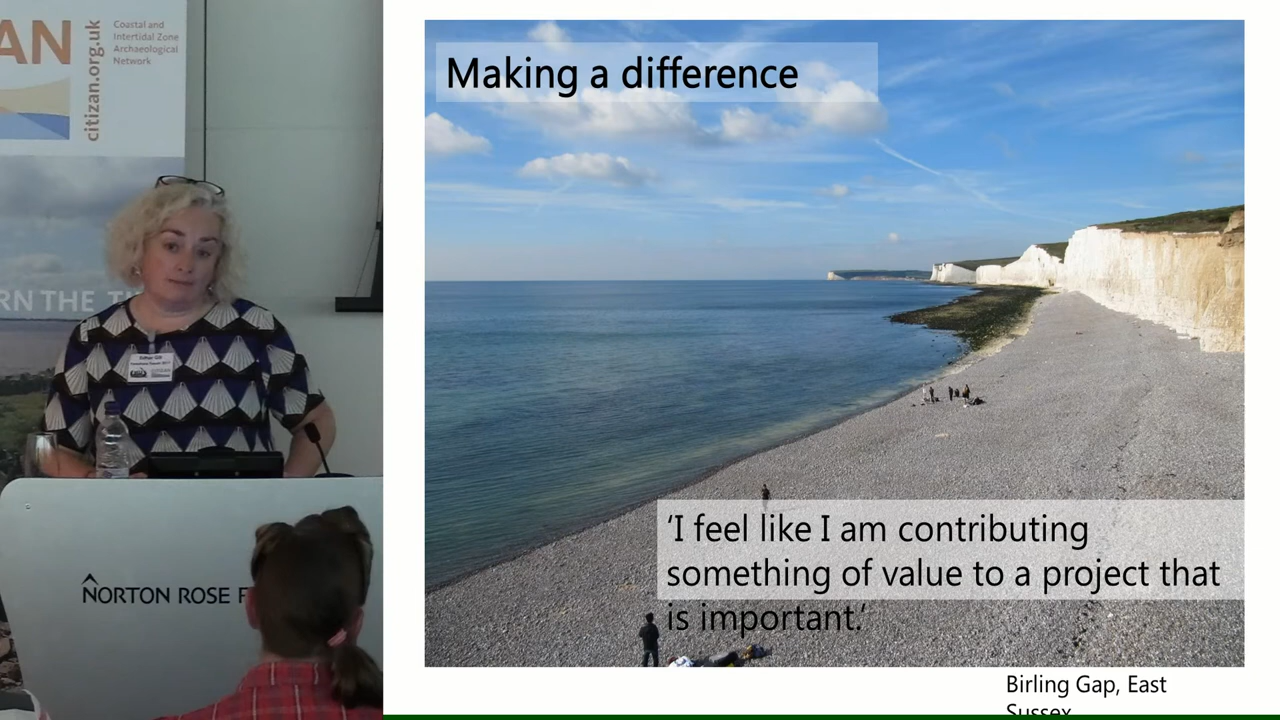 AN
citizan.org.uk
Coastal and
Intertidal Zone
Archaeological
Network
RN THE T
NORTON ROSE F
Making a difference
'I feel like I am contributing
something of value to a project that
is important.'
Birling Gap, East
Sussex